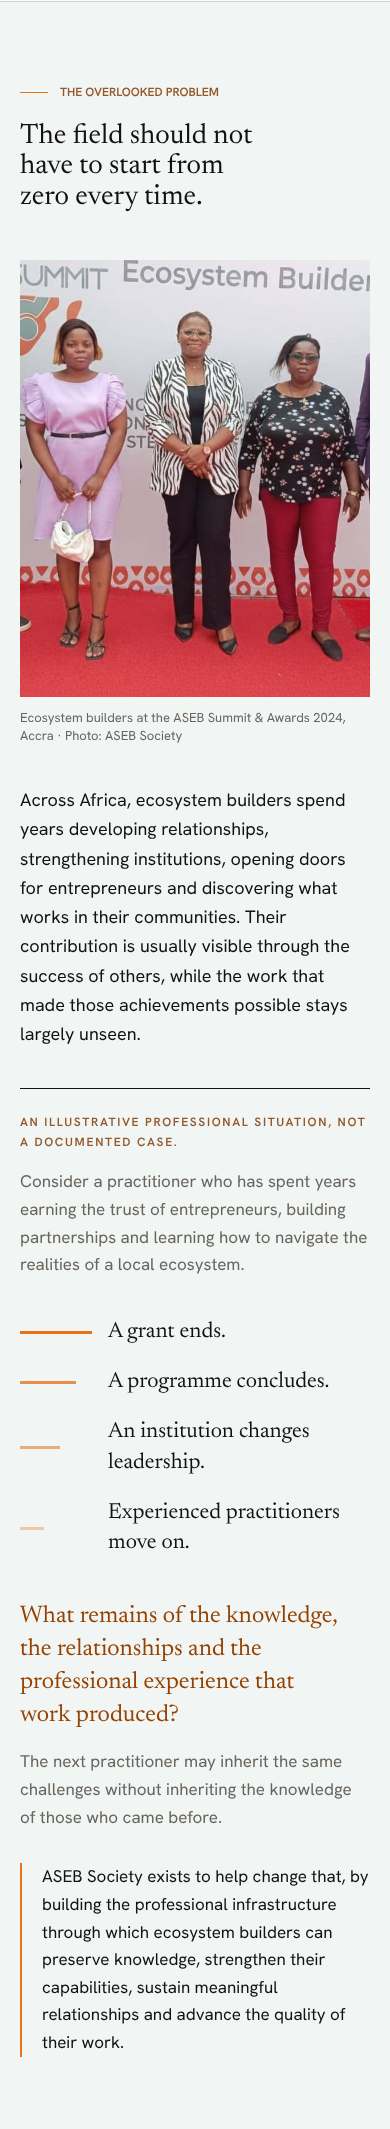 THE OVERLOOKED PROBLEM
The field should not
have to start from
zero every time.
SUMMIT Ecosystem Builder
Ecosystem builders at the ASEB Summit & Awards 2024,
Accra · Photo: ASEB Society
Across Africa, ecosystem builders spend
years developing relationships,
strengthening institutions, opening doors
for entrepreneurs and discovering what
works in their communities. Their
contribution is usually visible through the
success of others, while the work that
made those achievements possible stays
largely unseen.
AN ILLUSTRATIVE PROFESSIONAL SITUATION, NOT
A DOCUMENTED CASE.
Consider a practitioner who has spent years
earning the trust of entrepreneurs, building
partnerships and learning how to navigate the
realities of a local ecosystem.
A grant ends.
A programme concludes.
An institution changes
leadership.
Experienced practitioners
move on.
What remains of the knowledge,
the relationships and the
professional experience that
work produced?
The next practitioner may inherit the same
challenges without inheriting the knowledge
of those who came before.
ASEB Society exists to help change that, by
building the professional infrastructure
through which ecosystem builders can
preserve knowledge, strengthen their
capabilities, sustain meaningful
relationships and advance the quality of
their work.